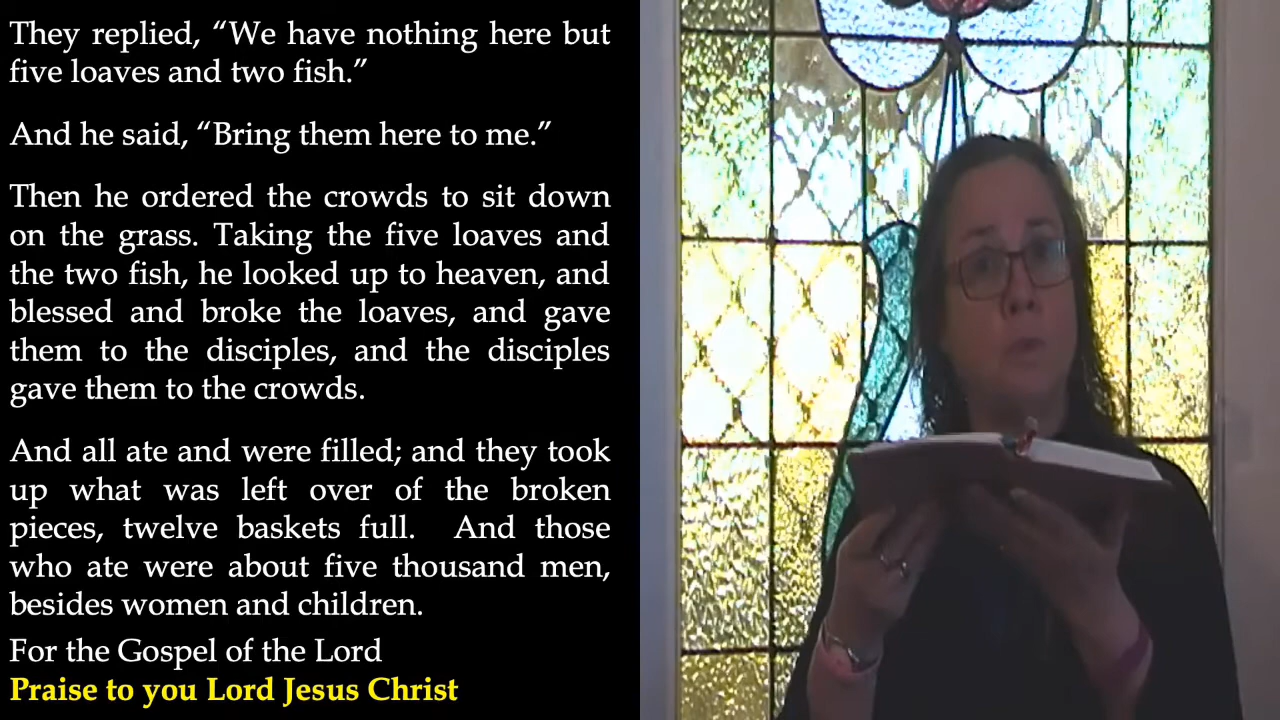 They replied, “We have nothing here but
five loaves and two fish.”
And he said, “Bring them here to me.”
Then he ordered the crowds to sit down
on the grass. Taking the five loaves and
the two fish, he looked up to heaven, and
blessed and broke the loaves, and gave
them to the disciples, and the disciples
gave them to the crowds.
And all ate and were filled; and they took
up what was left over of the broken
pieces, twelve baskets full. And those
who ate were about five thousand men,
besides women and children.
For the Gospel of the Lord
Praise to you Lord Jesus Christ